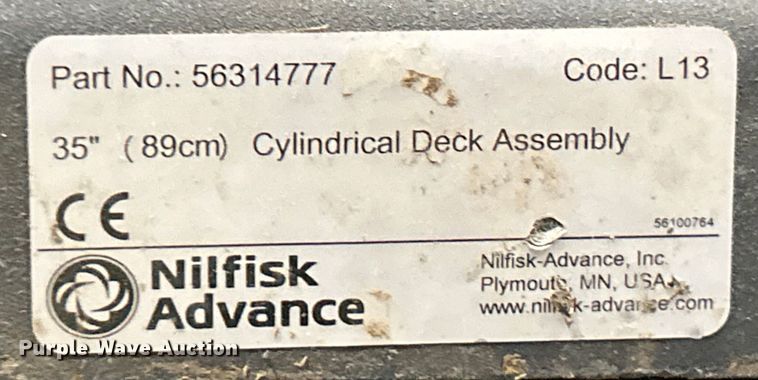 Part No.: 56314777 Code: L13
35" (89cm) Cylindrical Deck Assembly
CE 56100764
Nilfisk Advance
Nilfisk-Advance, Inc.
Plymouth, MN, USA
www.nilfisk-advance.com
Purple Wave Auction